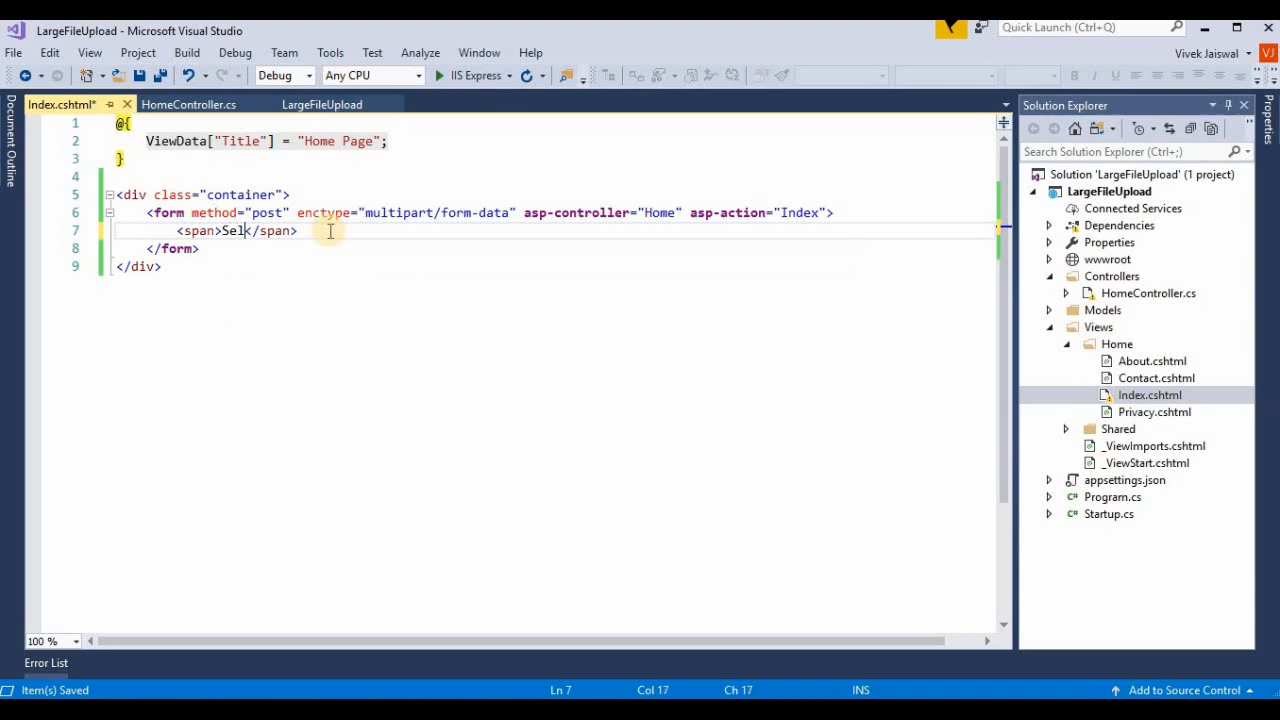 LargeFileUpload - Microsoft Visual Studio
Quick Launch (Ctrl+Q)
File Edit View Project Build Debug Team Tools Test Analyze Window Help
Vivek Jaiswal
VJ
Debug Any CPU IIS Express
Index.cshtml* HomeController.cs LargeFileUpload
Document Outline
1 @{
2 ViewData["Title"] = "Home Page";
3 }
4
5 <div class="container">
6 <form method="post" enctype="multipart/form-data" asp-controller="Home" asp-action="Index">
7 <span>Sel</span>
8 </form>
9 </div>
100 %
Error List
Solution Explorer
Search Solution Explorer (Ctrl+;)
Solution 'LargeFileUpload' (1 project)
LargeFileUpload
Connected Services
Dependencies
Properties
wwwroot
Controllers
HomeController.cs
Models
Views
Home
About.cshtml
Contact.cshtml
Index.cshtml
Privacy.cshtml
Shared
_ViewImports.cshtml
_ViewStart.cshtml
appsettings.json
Program.cs
Startup.cs
Properties
Item(s) Saved Ln 7 Col 17 Ch 17 INS Add to Source Control